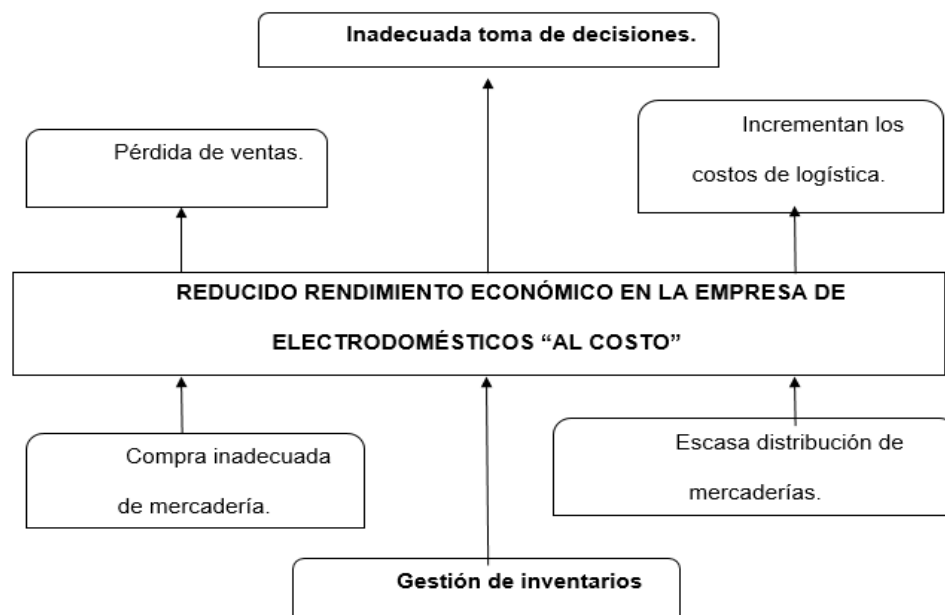 Inadecuada toma de decisiones.
Pérdida de ventas.
Incrementan los
costos de logística.
REDUCIDO RENDIMIENTO ECONÓMICO EN LA EMPRESA DE
ELECTRODOMÉSTICOS “AL COSTO”
Compra inadecuada
de mercadería.
Escasa distribución de
mercaderías.
Gestión de inventarios